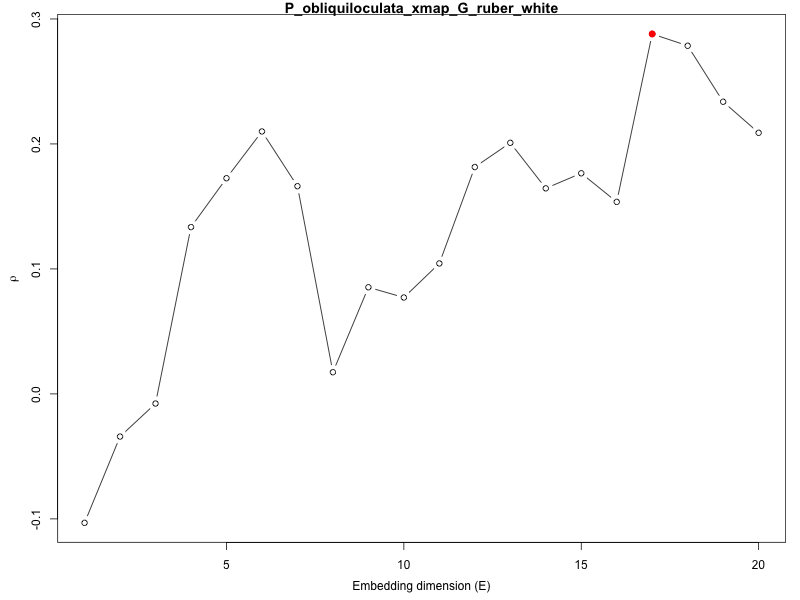 P_obliquiloculata_xmap_G_ruber_white
0.3
0.2
0.1
0.0
-0.1
ρ
5 10 15 20
Embedding dimension (E)